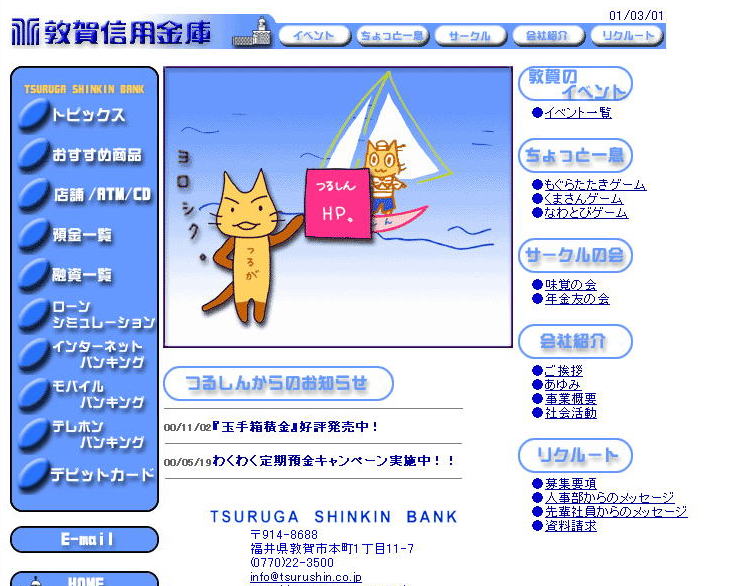 01/03/01
敦賀信用金庫
イベント ちょっと一息 サークル 会社紹介 リクルート
TSURUGA SHINKIN BANK
トピックス
おすすめ商品
店舗/ATM/CD
預金一覧
融資一覧
ローン
シミュレーション
インターネット
バンキング
モバイル
バンキング
テレホン
バンキング
デビットカード
E-mail
HOME
ヨロシク。
つるしん
HP。
つるが
つるしんからのお知らせ
00/11/02『玉手箱積金』好評発売中!
00/05/19わくわく定期預金キャンペーン実施中!!
TSURUGA SHINKIN BANK
〒914-8688
福井県敦賀市本町1丁目11-7
(0770)22-3500
info@tsurushin.co.jp
敦賀の
イベント
●イベント一覧
ちょっと一息
●もぐらたたきゲーム
●くまさんゲーム
●なわとびゲーム
サークルの会
●味覚の会
●年金友の会
会社紹介
●ご挨拶
●あゆみ
●事業概要
●社会活動
リクルート
●募集要項
●人事部からのメッセージ
●先輩社員からのメッセージ
●資料請求